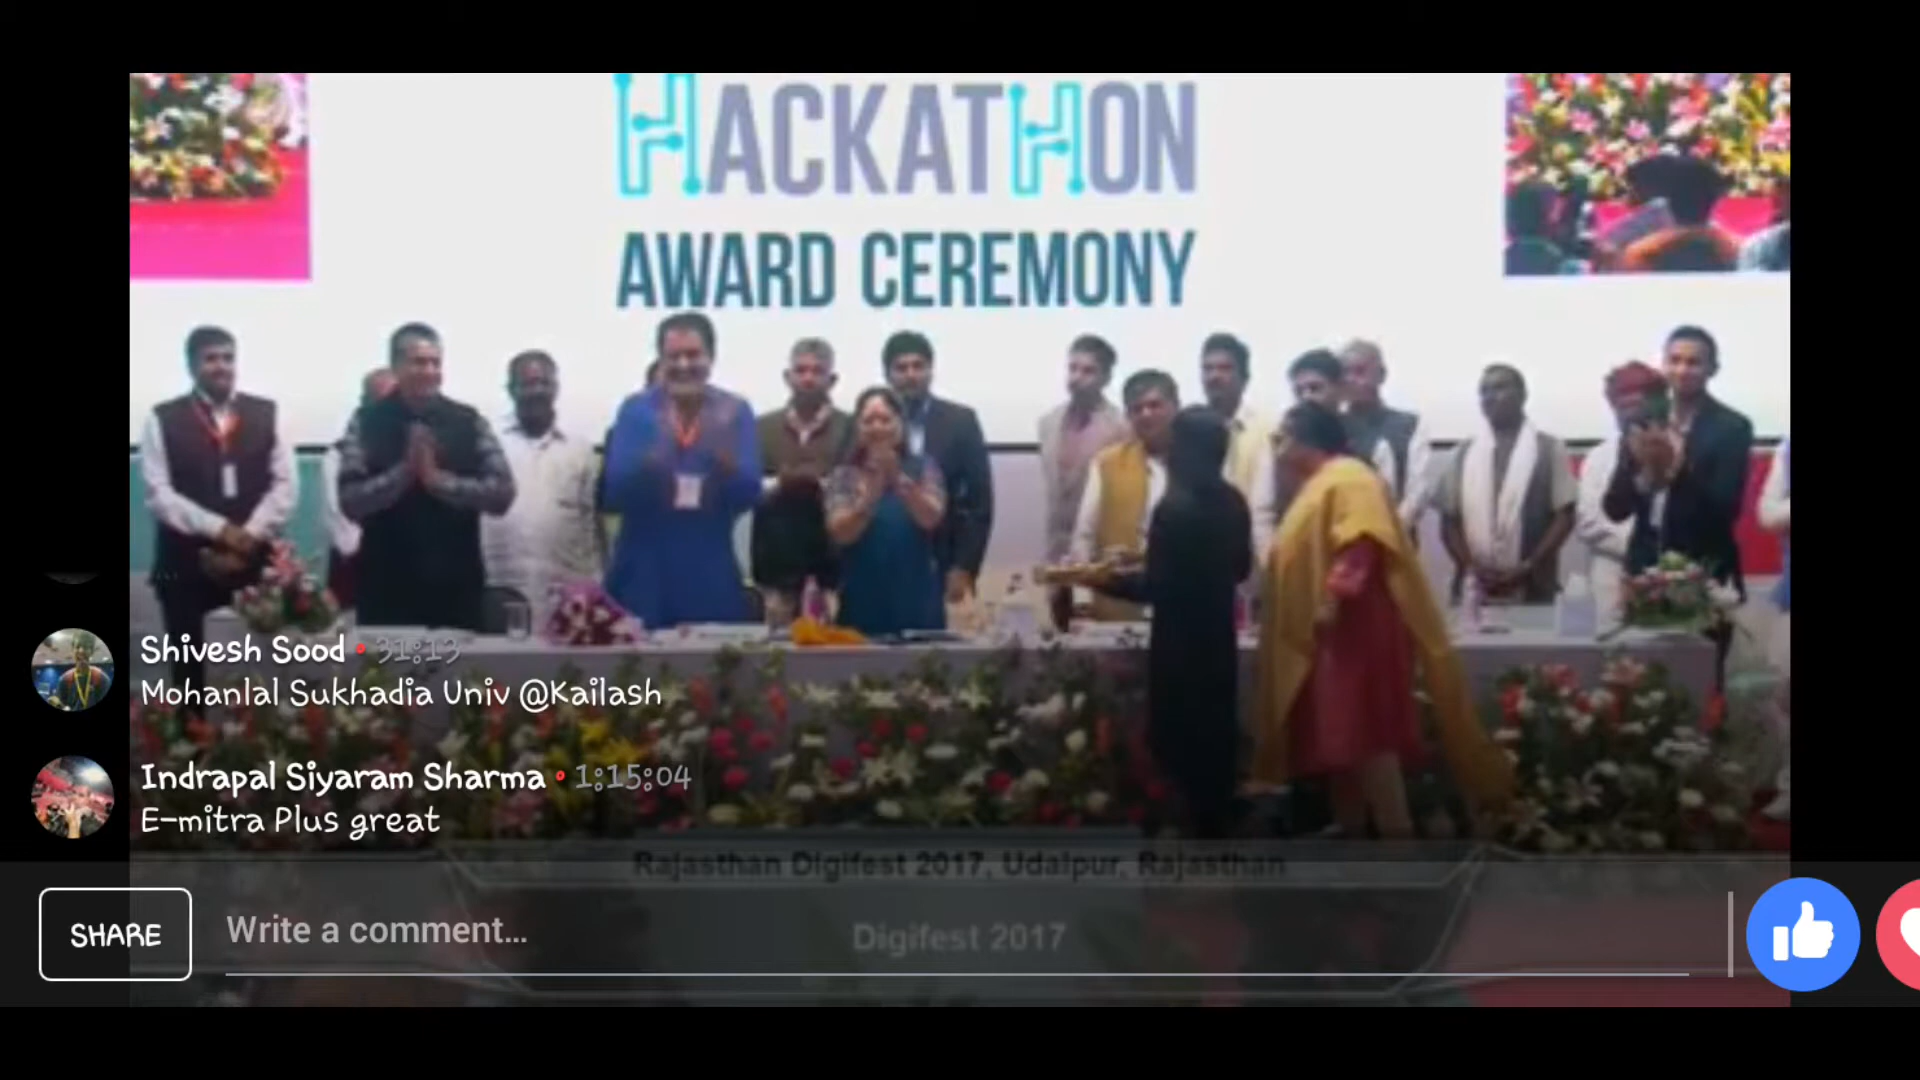 HACKATHON
AWARD CEREMONY
Shivesh Sood • 31:13
Mohanlal Sukhadia Univ @Kailash
Indrapal Siyaram Sharma • 1:15:04
E-mitra Plus great
Rajasthan Digifest 2017, Udaipur, Rajasthan
SHARE
Write a comment...
Digifest 2017